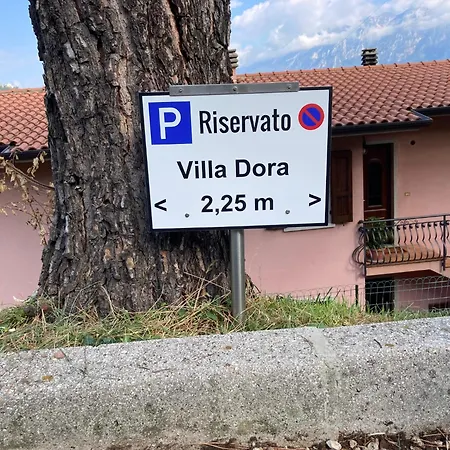 P Riservato
Villa Dora
< 2,25 m >